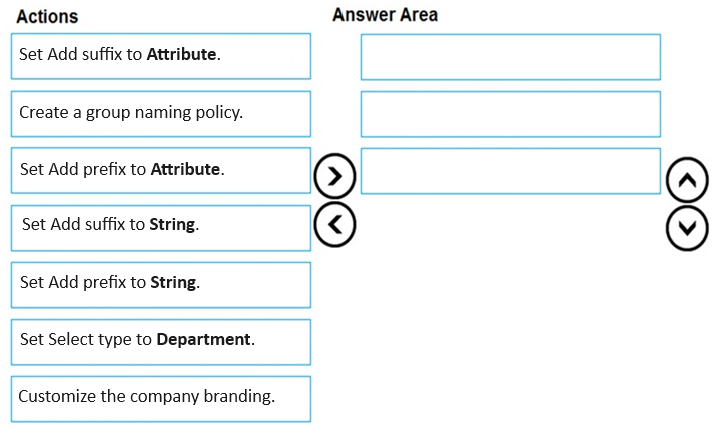 Actions
Answer Area
Set Add suffix to Attribute.
Create a group naming policy.
Set Add prefix to Attribute.
Set Add suffix to String.
Set Add prefix to String.
Set Select type to Department.
Customize the company branding.